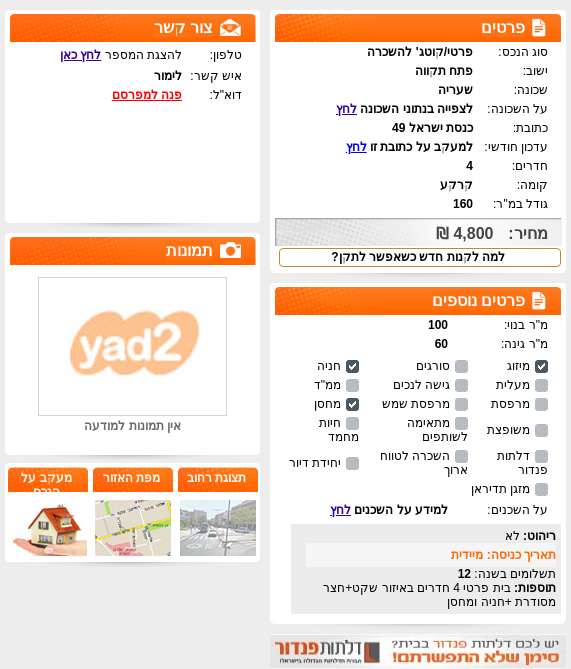 פרטים
סוג הנכס: פרטי/קוטג' להשכרה
ישוב: פתח תקווה
שכונה: שעריה
על השכונה: לצפייה בנתוני השכונה לחץ
כתובת: כנסת ישראל 49
עדכון חודשי: למעקב על כתובת זו לחץ
חדרים: 4
קומה: קרקע
גודל במ"ר: 160
מחיר: 4,800 ₪
למה לקנות חדש כשאפשר לתקן?
פרטים נוספים
מ"ר בנוי: 100
מ"ר גינה: 60
מיזוג סורגים חניה
מעלית גישה לנכים ממ"ד
מרפסת מרפסת שמש מחסן
משופצת מתאימה לשותפים חיות מחמד
דלתות פנדור השכרה לטווח ארוך יחידת דיור
מזגן תדיראן
על השכנים: למידע על השכנים לחץ
ריהוט: לא
תאריך כניסה: מיידית
תשלומים בשנה: 12
תוספות: בית פרטי 4 חדרים באיזור שקט+חצר
מסודרת +חניה ומחסן
יש לכם דלתות פנדור בבית?
סימן שלא התפשרתם!
דלתות פנדור
חברת הדלתות הגדולה בישראל
צור קשר
טלפון: להצגת המספר לחץ כאן
איש קשר: לימור
דוא"ל: פנה למפרסם
תמונות
yad2
אין תמונות למודעה
תצוגת רחוב
מפת האזור
מעקב על
הנכס